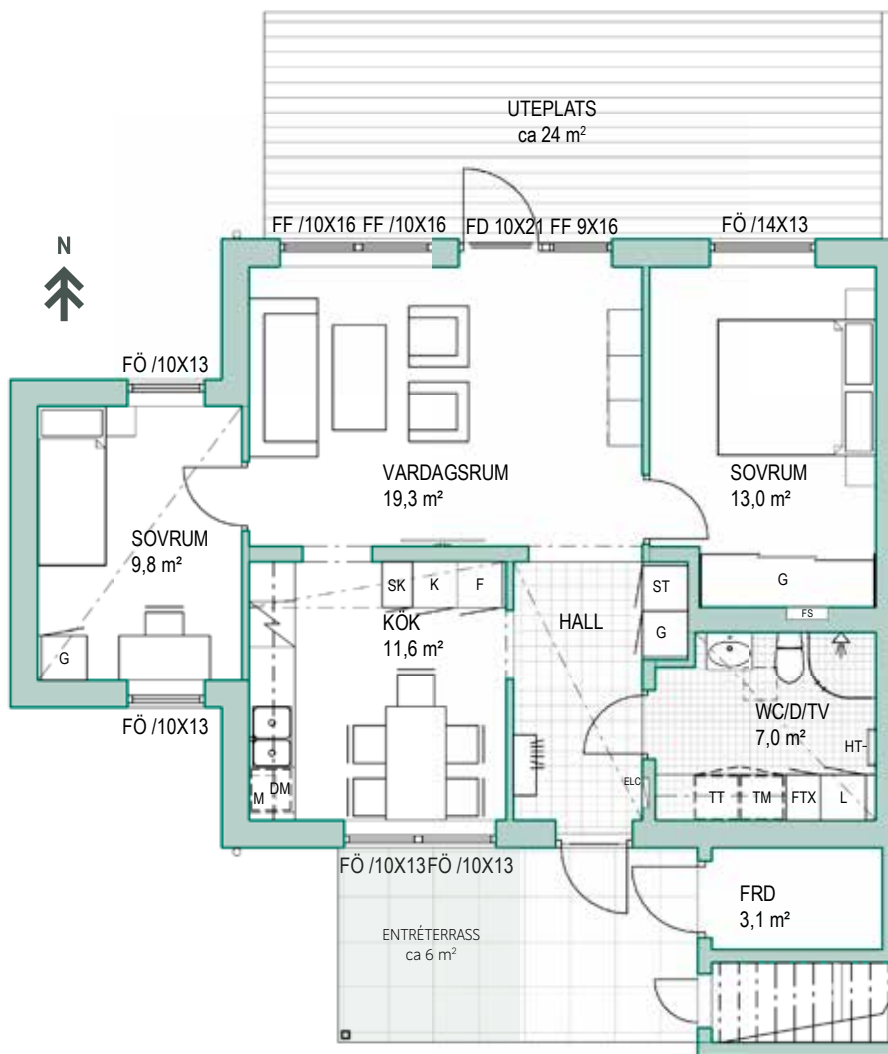 UTEPLATS
ca 24 m²
FF /10X16 FF /10X16 FD 10X21 FF 9X16 FÖ /14X13
N
FÖ /10X13
VARDAGSRUM
19,3 m²
SOVRUM
13,0 m²
SOVRUM
9,8 m²
SK K F
ST
G
G
FS
KÖK
11,6 m²
HALL
G
FÖ /10X13
WC/D/TV
7,0 m²
HT-
M DM
ELC
TT TM FTX L
FÖ /10X13 FÖ /10X13
ENTRÉTERRASS
ca 6 m²
FRD
3,1 m²